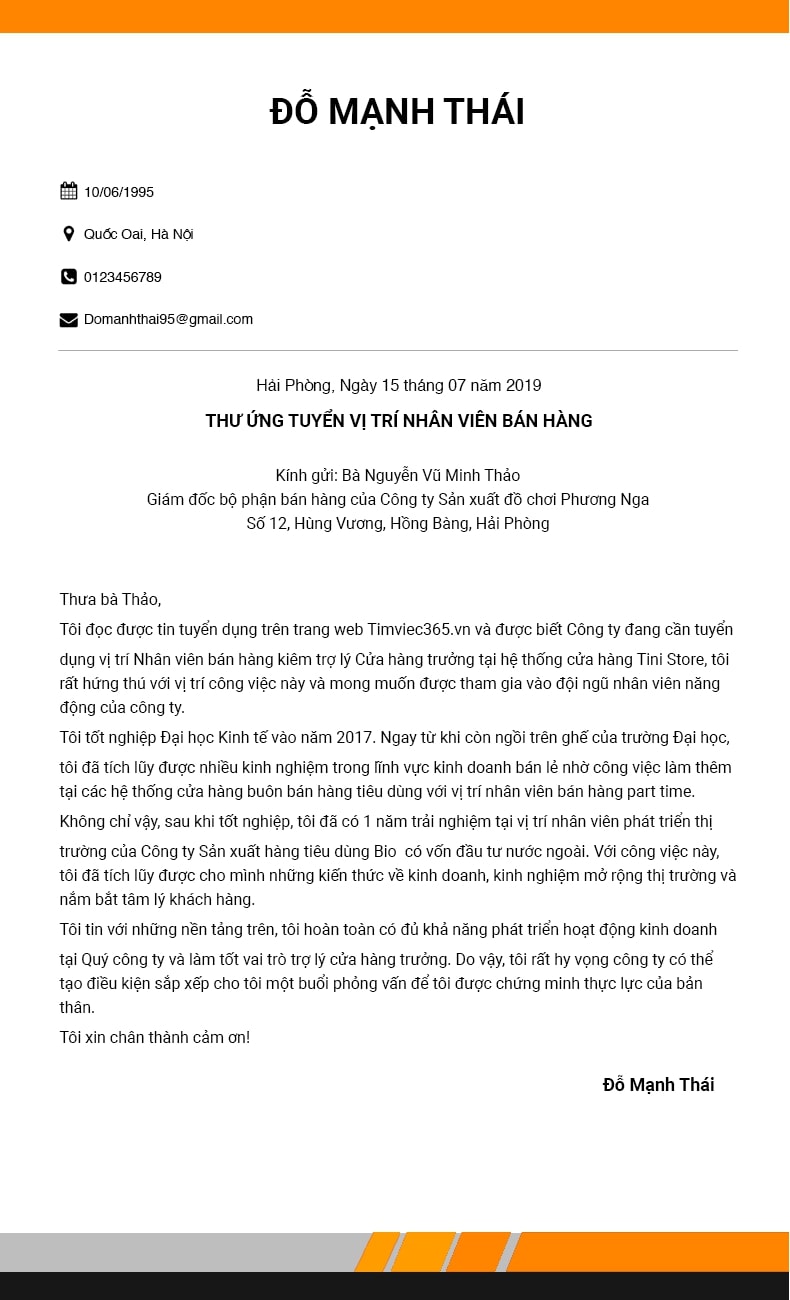 ĐỖ MẠNH THÁI
10/06/1995
Quốc Oai, Hà Nội
0123456789
Domanhthai95@gmail.com
Hải Phòng, Ngày 15 tháng 07 năm 2019
THƯ ỨNG TUYỂN VỊ TRÍ NHÂN VIÊN BÁN HÀNG
Kính gửi: Bà Nguyễn Vũ Minh Thảo
Giám đốc bộ phận bán hàng của Công ty Sản xuất đồ chơi Phương Nga
Số 12, Hùng Vương, Hồng Bàng, Hải Phòng
Thưa bà Thảo,
Tôi đọc được tin tuyển dụng trên trang web Timviec365.vn và được biết Công ty đang cần tuyển
dụng vị trí Nhân viên bán hàng kiêm trợ lý Cửa hàng trưởng tại hệ thống cửa hàng Tini Store, tôi
rất hứng thú với vị trí công việc này và mong muốn được tham gia vào đội ngũ nhân viên năng
động của công ty.
Tôi tốt nghiệp Đại học Kinh tế vào năm 2017. Ngay từ khi còn ngồi trên ghế của trường Đại học,
tôi đã tích lũy được nhiều kinh nghiệm trong lĩnh vực kinh doanh bán lẻ nhờ công việc làm thêm
tại các hệ thống cửa hàng buôn bán hàng tiêu dùng với vị trí nhân viên bán hàng part time.
Không chỉ vậy, sau khi tốt nghiệp, tôi đã có 1 năm trải nghiệm tại vị trí nhân viên phát triển thị
trường của Công ty Sản xuất hàng tiêu dùng Bio  có vốn đầu tư nước ngoài. Với công việc này,
tôi đã tích lũy được cho mình những kiến thức về kinh doanh, kinh nghiệm mở rộng thị trường và
nắm bắt tâm lý khách hàng.
Tôi tin với những nền tảng trên, tôi hoàn toàn có đủ khả năng phát triển hoạt động kinh doanh
tại Quý công ty và làm tốt vai trò trợ lý cửa hàng trưởng. Do vậy, tôi rất hy vọng công ty có thể
tạo điều kiện sắp xếp cho tôi một buổi phỏng vấn để tôi được chứng minh thực lực của bản
thân.
Tôi xin chân thành cảm ơn!
Đỗ Mạnh Thái